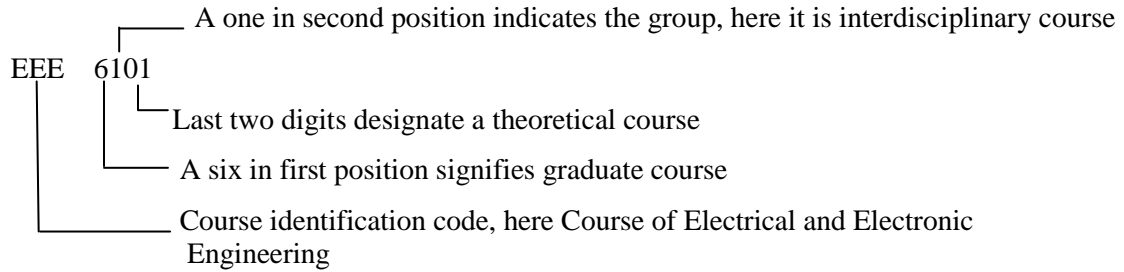 A one in second position indicates the group, here it is interdisciplinary course
EEE 6101
Last two digits designate a theoretical course
A six in first position signifies graduate course
Course identification code, here Course of Electrical and Electronic
Engineering